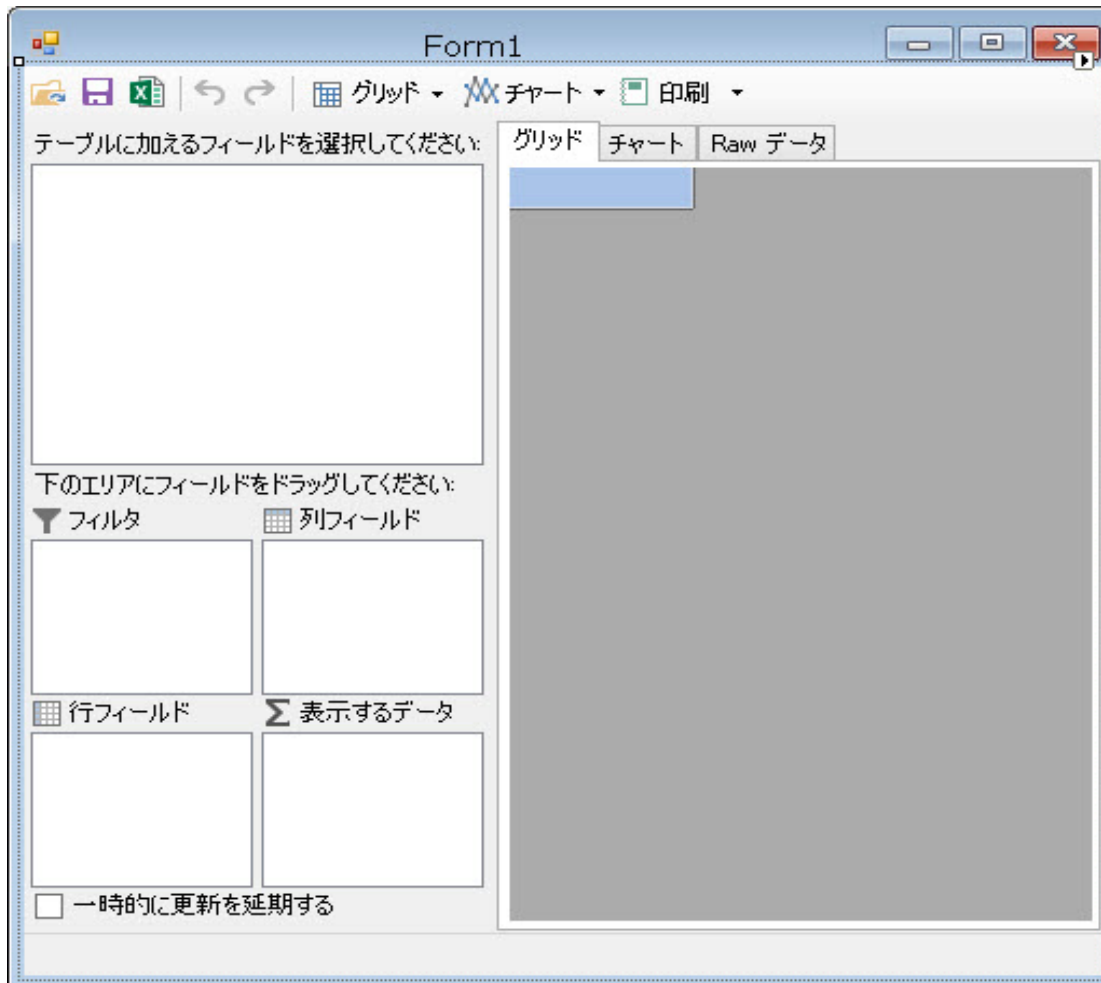 Form1
グリッド チャート 印刷
テーブルに加えるフィールドを選択してください:
グリッド チャート Raw データ
下のエリアにフィールドをドラッグしてください:
フィルタ 列フィールド
行フィールド 表示するデータ
一時的に更新を延期する